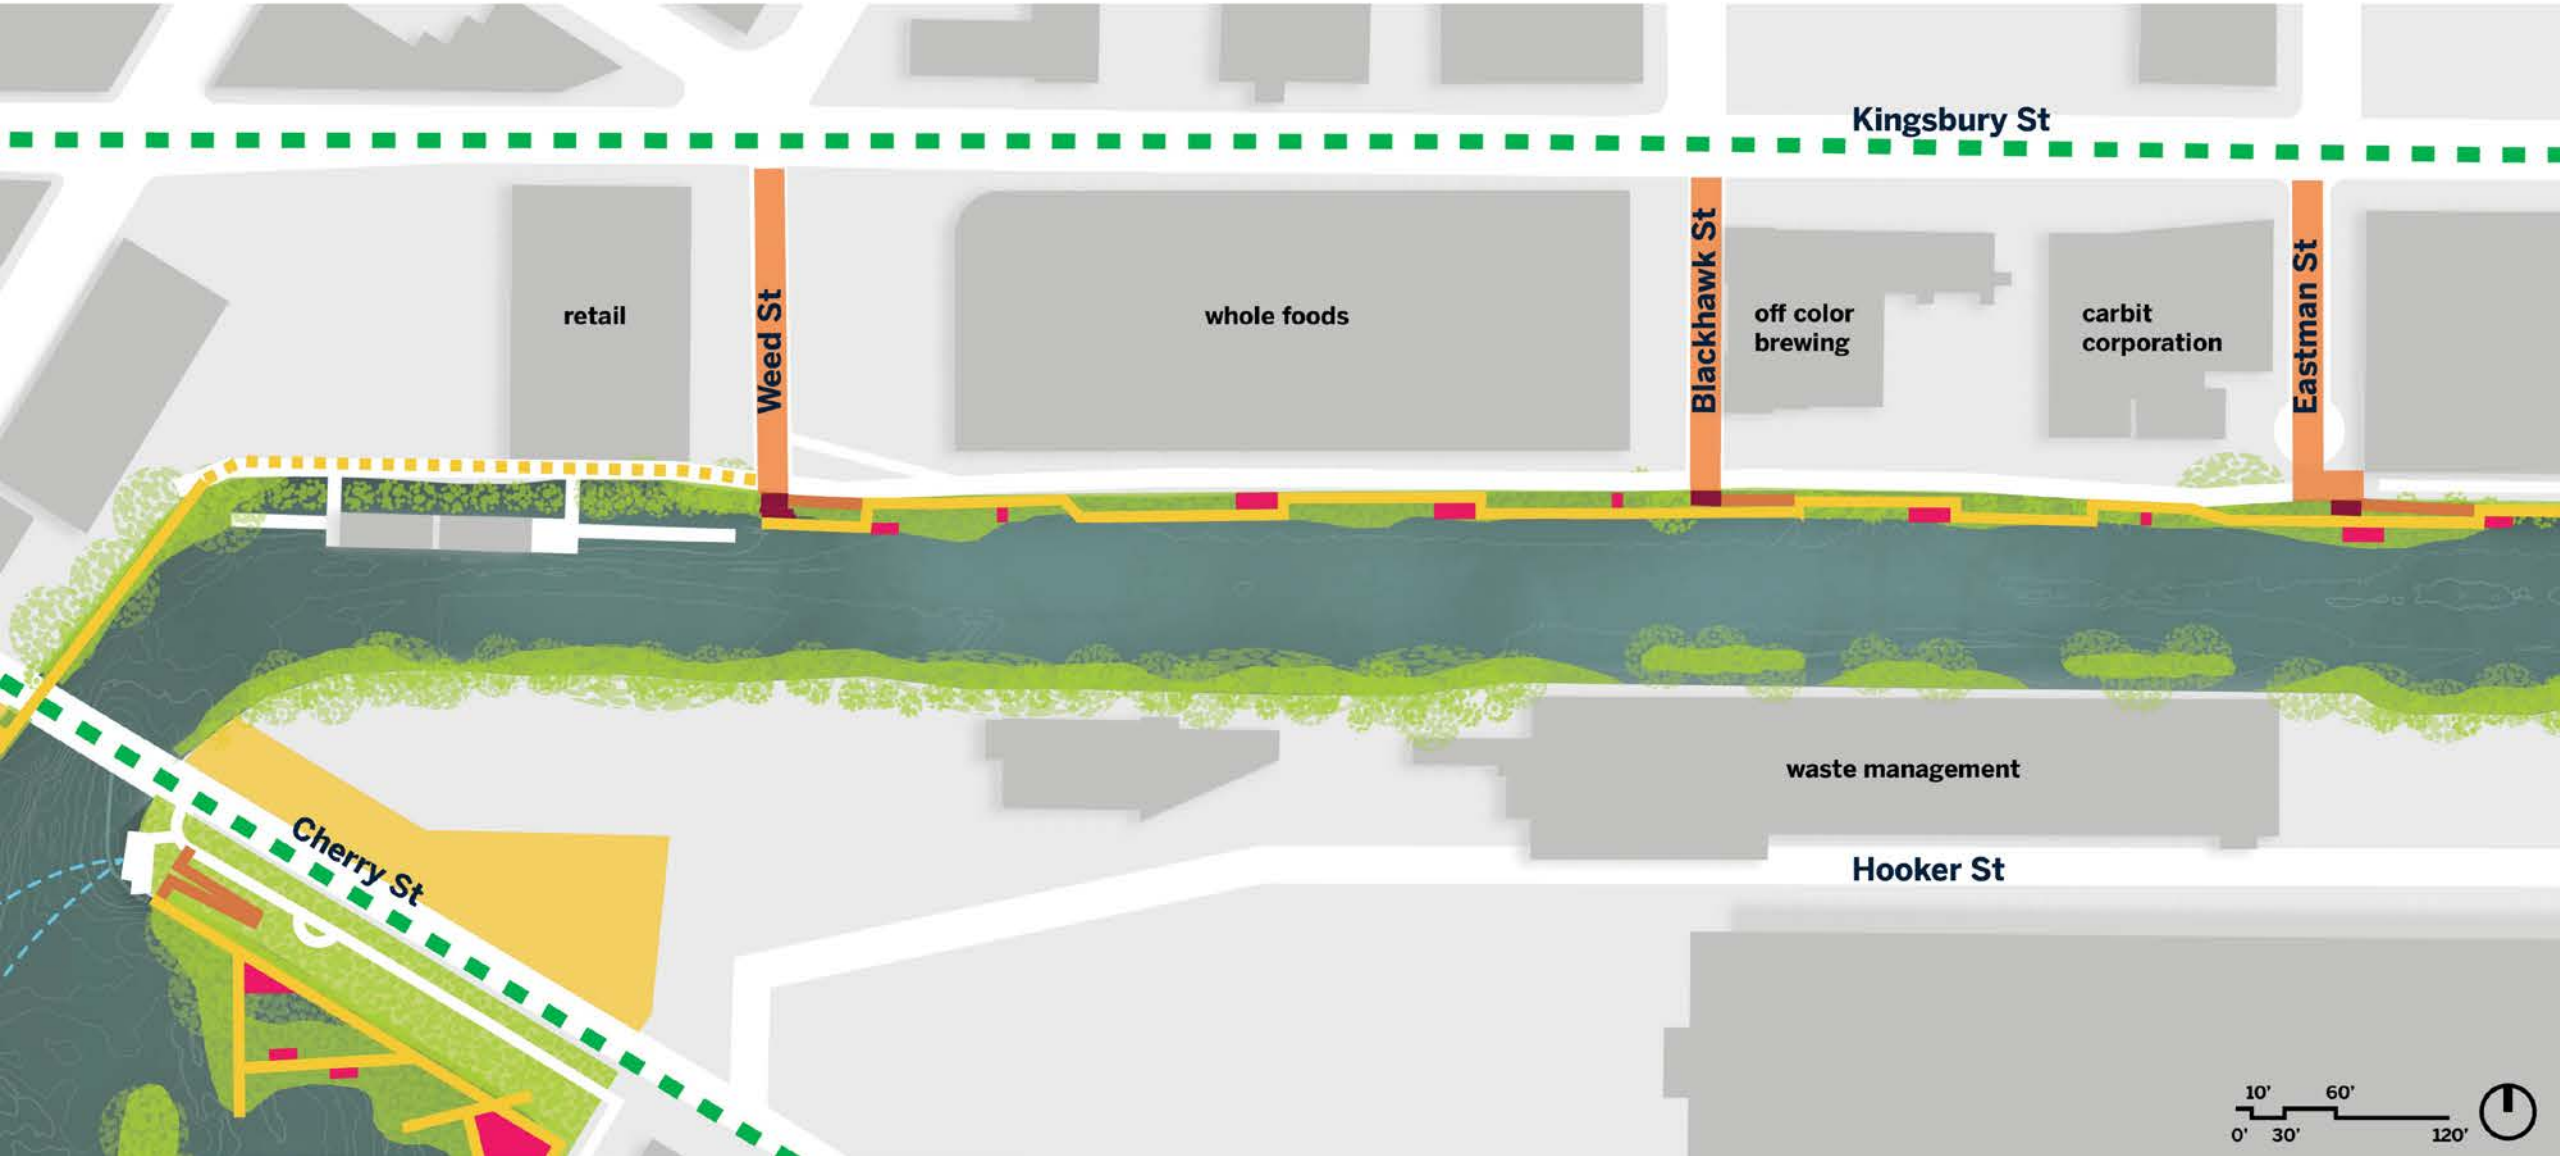 Kingsbury St
Weed St
Blackhawk St
Eastman St
retail
whole foods
off color
brewing
carbit
corporation
waste management
Cherry St
Hooker St
10' 60'
0' 30' 120'